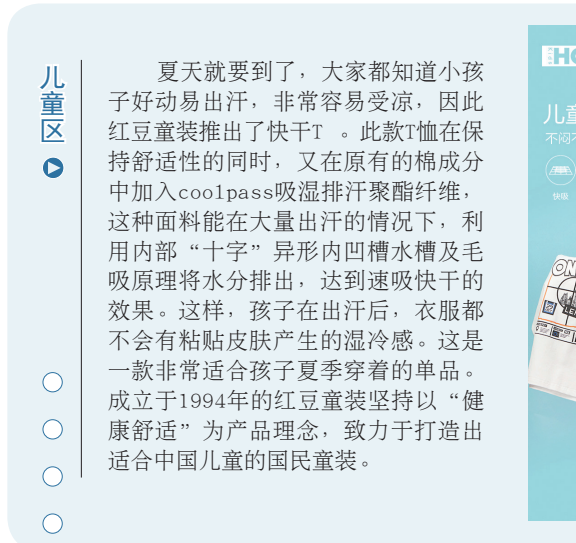 儿童区
夏天就要到了，大家都知道小孩
子好动易出汗，非常容易受凉，因此
红豆童装推出了快干T 。此款T恤在保
持舒适性的同时，又在原有的棉成分
中加入coo1pass吸湿排汗聚酯纤维，
这种面料能在大量出汗的情况下，利
用内部“十字”异形内凹槽水槽及毛
吸原理将水分排出，达到速吸快干的
效果。这样，孩子在出汗后，衣服都
不会有粘贴皮肤产生的湿冷感。这是
一款非常适合孩子夏季穿着的单品。
成立于1994年的红豆童装坚持以“健
康舒适”为产品理念，致力于打造出
适合中国儿童的国民童装。
HO
儿童
不闷不
快吸
ON